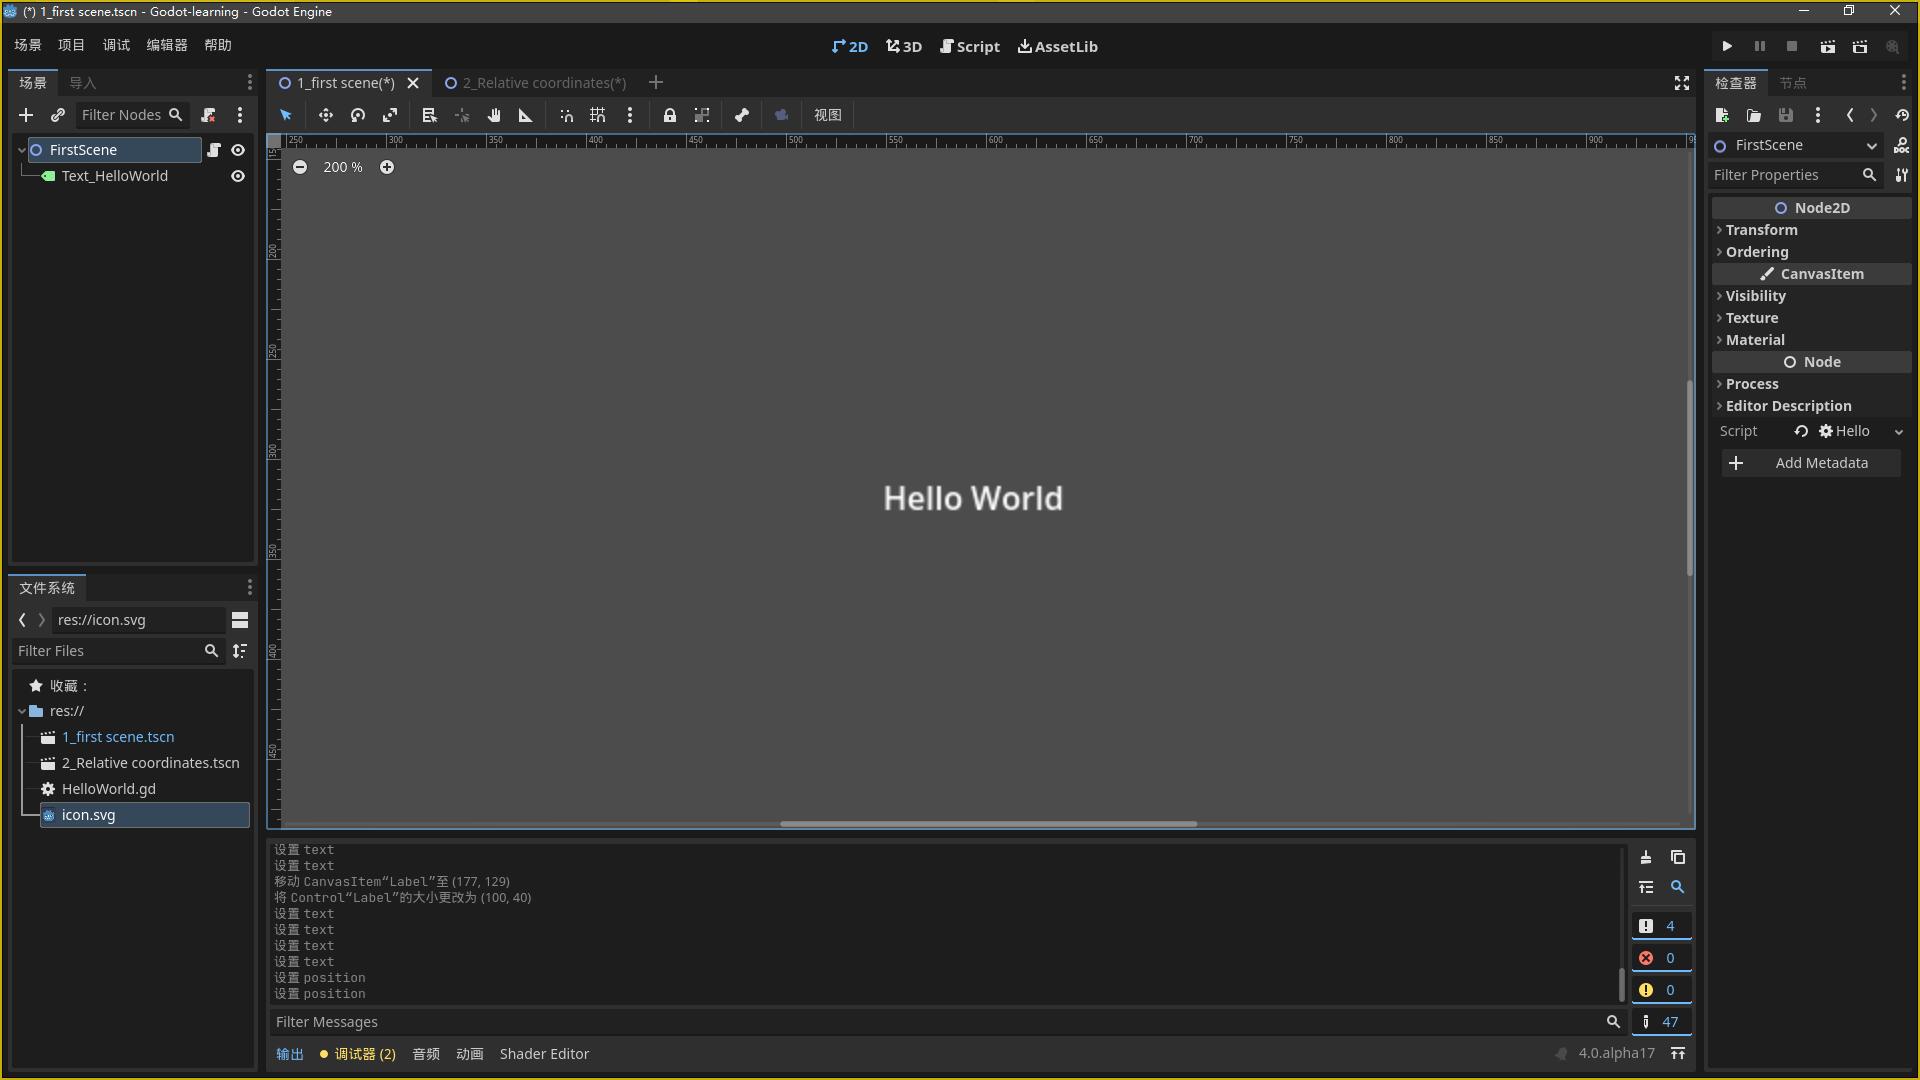 (*) 1_first scene.tscn - Godot-learning - Godot Engine
场景 项目 调试 编辑器 帮助
2D 3D Script AssetLib
场景 导入
Filter Nodes
FirstScene
Text_HelloWorld
文件系统
res://icon.svg
Filter Files
收藏：
res://
1_first scene.tscn
2_Relative coordinates.tscn
HelloWorld.gd
icon.svg
1_first scene(*) 2_Relative coordinates(*)
视图
250 300 350 400 450 500 550 600 650 700 750 800 850 900
200 %
200
250
300
350
400
450
Hello World
设置 text
设置 text
移动 CanvasItem“Label”至 (177, 129)
将 Control“Label”的大小更改为 (100, 40)
设置 text
设置 text
设置 text
设置 text
设置 position
设置 position
4
0
0
47
Filter Messages
输出 调试器 (2) 音频 动画 Shader Editor
4.0.alpha17
检查器 节点
FirstScene
DOC
Filter Properties
Node2D
Transform
Ordering
CanvasItem
Visibility
Texture
Material
Node
Process
Editor Description
Script Hello
Add Metadata